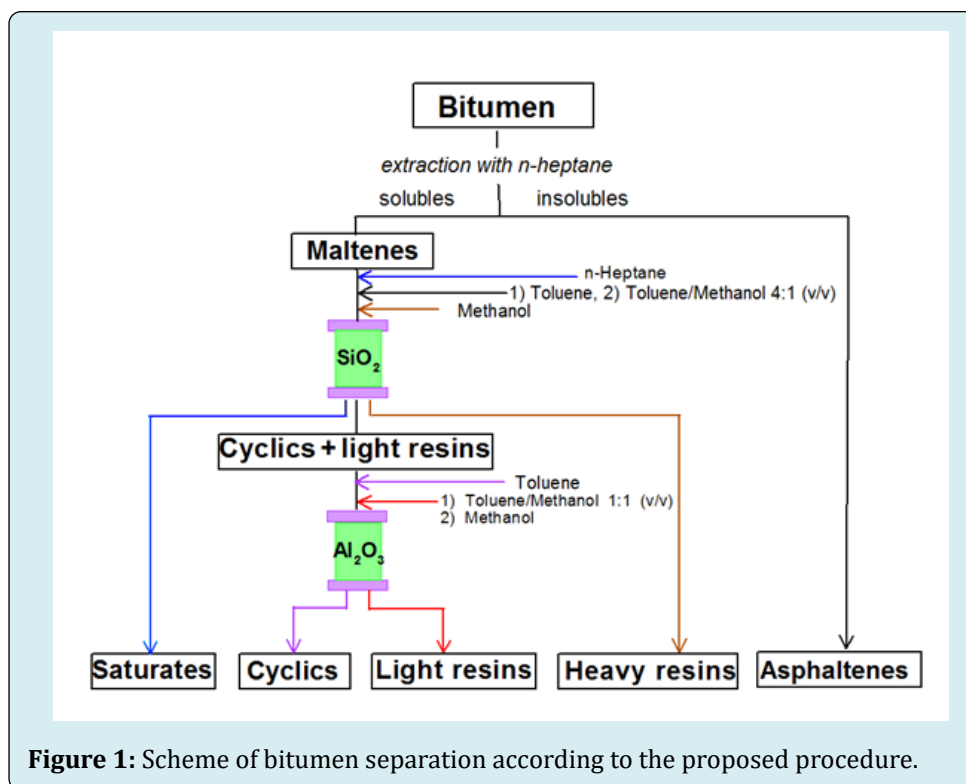 Bitumen
extraction with n-heptane
solubles insolubles
Maltenes
n-Heptane
1) Toluene, 2) Toluene/Methanol 4:1 (v/v)
Methanol
SiO₂
Cyclics + light resins
Toluene
1) Toluene/Methanol 1:1 (v/v)
2) Methanol
Al₂O₃
Saturates Cyclics Light resins Heavy resins Asphaltenes
Figure 1: Scheme of bitumen separation according to the proposed procedure.